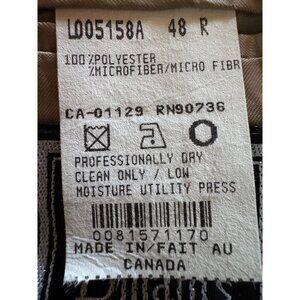 L005158A 48 R
100 %POLYESTER
%MICROFIBER/MICRO FIBR
CA-01129 RN90736
PROFESSIONALLY DRY
CLEAN ONLY / LOW
MOISTURE UTILITY PRESS
0081571170
MADE IN/FAIT AU
CANADA